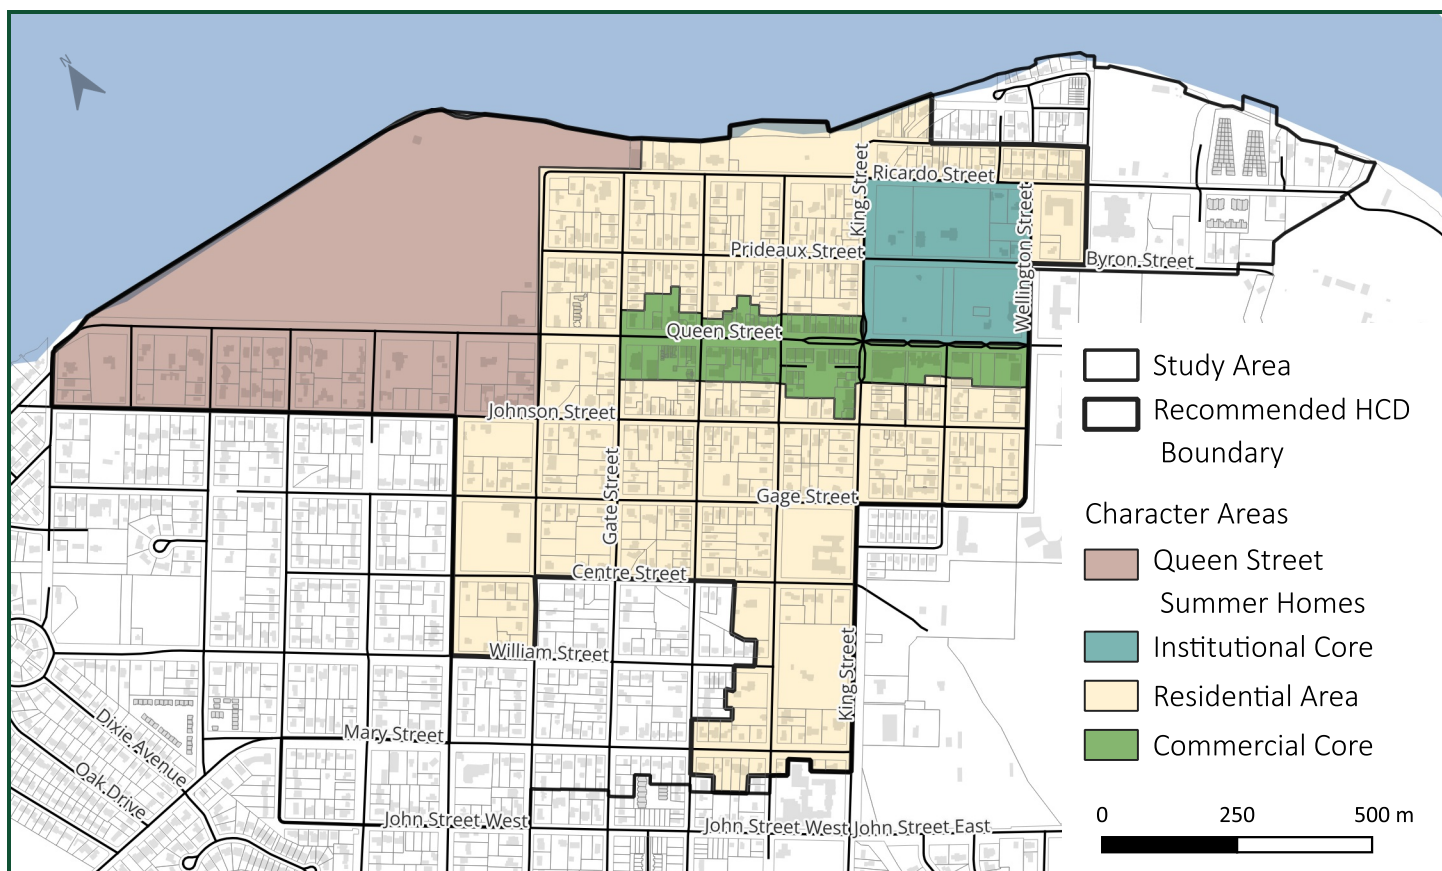 N
King Street
Ricardo Street
Prideaux Street
Wellington Street
Byron Street
Queen Street
Johnson Street
Gate Street
Gage Street
Centre Street
William Street
King Street
Dixie Avenue
Mary Street
Oak Drive
John Street West
John Street West
John Street East
Study Area
Recommended HCD
Boundary
Character Areas
Queen Street
Summer Homes
Institutional Core
Residential Area
Commercial Core
0 250 500 m